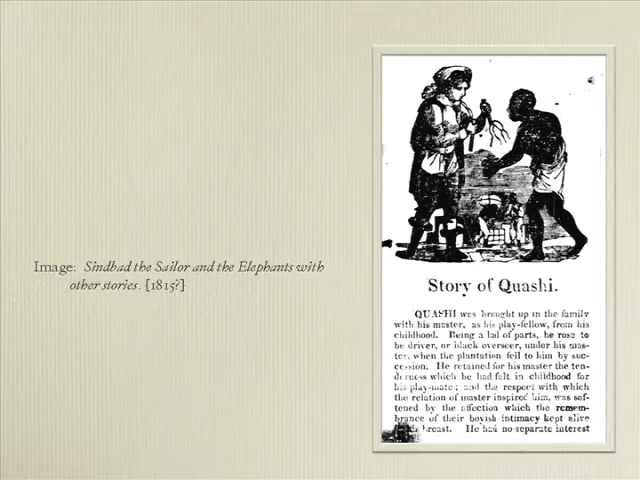 Image: Sindbad the Sailor and the Elephants with
other stories. [1815?]
Story of Quashi.
QUASHI was brought up in the family
with his master, as his play-fellow, from his
childhood. Being a lad of parts, he rose to
be driver, or black overseer, under his mas-
ter, when the plantation fell to him by suc-
cession. He retained for his master the ten-
derness which he had felt in childhood for
his play-mate; and the respect with which
the relation of master inspired him, was sof-
tened by the affection which the remem-
brance of their boyish intimacy kept alive
breast. He had no separate interest